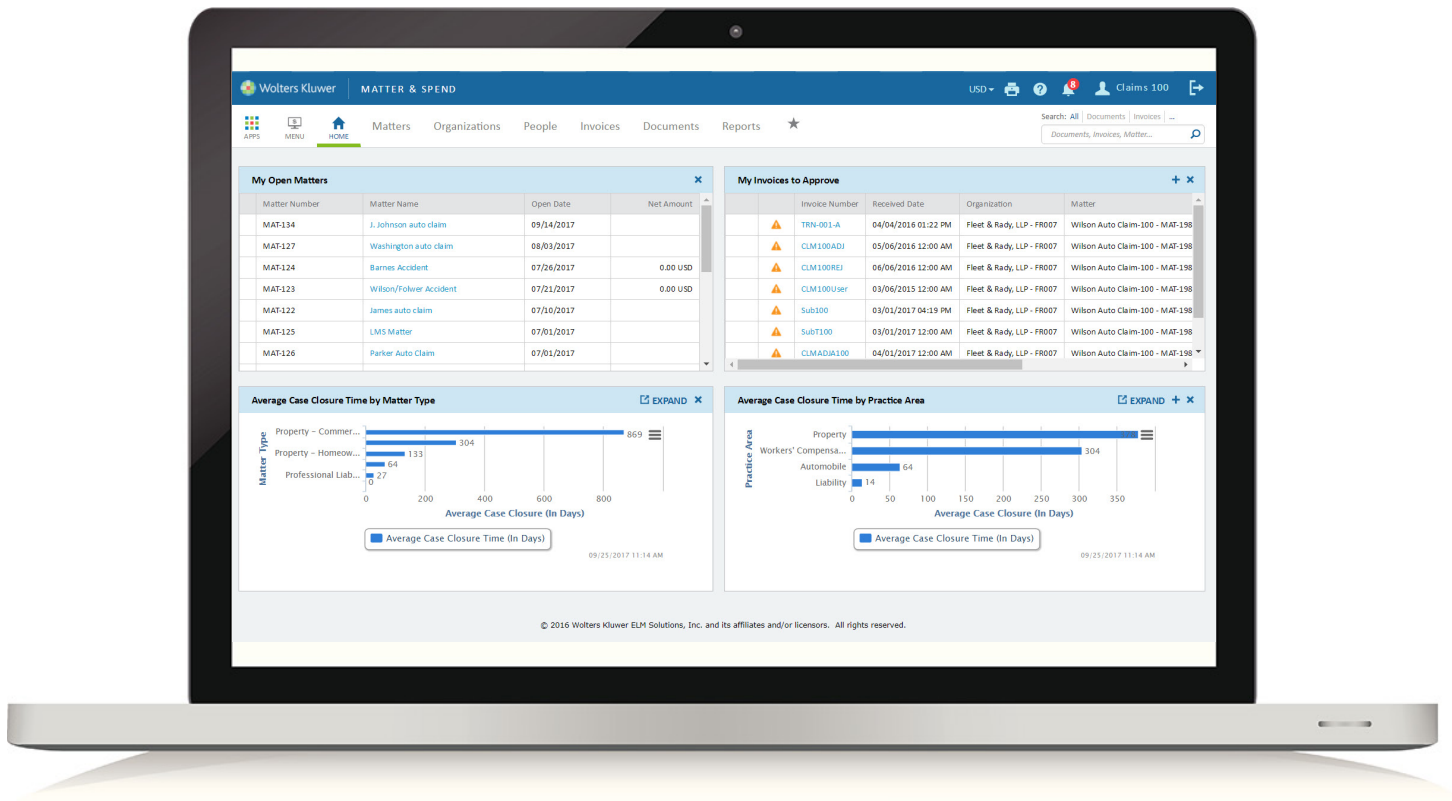 Wolters Kluwer MATTER & SPEND USD 8 Claims 100
APPS MENU HOME Matters Organizations People Invoices Documents Reports
Search: All Documents Invoices ...
Documents, Invoices, Matter...
My Open Matters
Matter Number Matter Name Open Date Net Amount
MAT-134 J. Johnson auto claim 09/14/2017
MAT-127 Washington auto claim 08/03/2017
MAT-124 Barnes Accident 07/26/2017 0.00 USD
MAT-123 Wilson/Folwer Accident 07/21/2017 0.00 USD
MAT-122 James auto claim 07/10/2017
MAT-125 LMS Matter 07/01/2017
MAT-126 Parker Auto Claim 07/01/2017
My Invoices to Approve
Invoice Number Received Date Organization Matter
TRN-001-A 04/04/2016 01:22 PM Fleet & Rady, LLP - FR007 Wilson Auto Claim-100 - MAT-198
CLM100ADJ 05/06/2016 12:00 AM Fleet & Rady, LLP - FR007 Wilson Auto Claim-100 - MAT-198
CLM100REJ 06/06/2016 12:00 AM Fleet & Rady, LLP - FR007 Wilson Auto Claim-100 - MAT-198
CLM100User 03/06/2015 12:00 AM Fleet & Rady, LLP - FR007 Wilson Auto Claim-100 - MAT-198
Sub100 03/01/2017 04:19 PM Fleet & Rady, LLP - FR007 Wilson Auto Claim-100 - MAT-198
SubT100 03/01/2017 12:00 AM Fleet & Rady, LLP - FR007 Wilson Auto Claim-100 - MAT-198
CLMADJA100 04/01/2017 12:00 AM Fleet & Rady, LLP - FR007 Wilson Auto Claim-100 - MAT-198
Average Case Closure Time by Matter Type EXPAND
Matter Type
Property – Commer... 869
304
Property – Homeow... 133
64
Professional Liab... 27
0
0 200 400 600 800
Average Case Closure (In Days)
Average Case Closure Time (In Days)
09/25/2017 11:14 AM
Average Case Closure Time by Practice Area EXPAND
Practice Area
Property
Workers' Compensa... 304
Automobile 64
Liability 14
0 50 100 150 200 250 300 350
Average Case Closure (In Days)
Average Case Closure Time (In Days)
09/25/2017 11:14 AM
© 2016 Wolters Kluwer ELM Solutions, Inc. and its affiliates and/or licensors. All rights reserved.